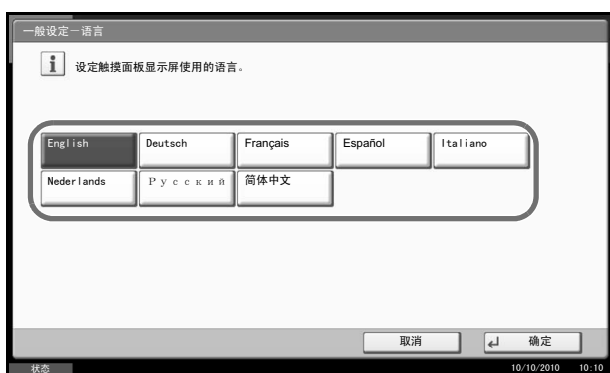 一般设定－语言
i 设定触摸面板显示屏使用的语言。
English Deutsch Français Español Italiano
Nederlands Русский 简体中文
取消 确定
状态 10/10/2010 10:10